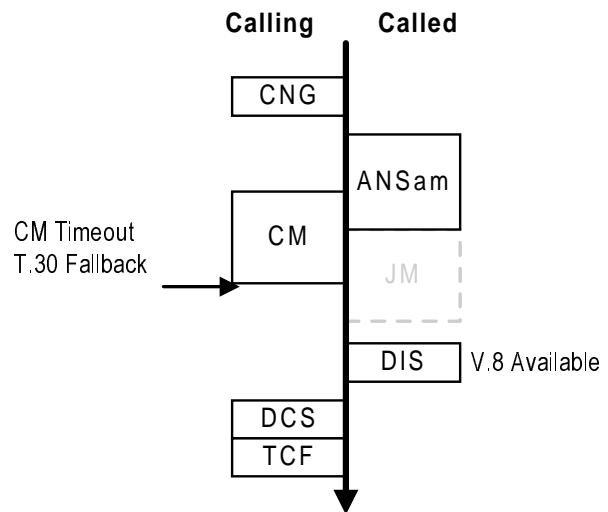 Calling Called
CNG
ANSam
CM
CM Timeout
T.30 Fallback
JM
DIS V.8 Available
DCS
TCF